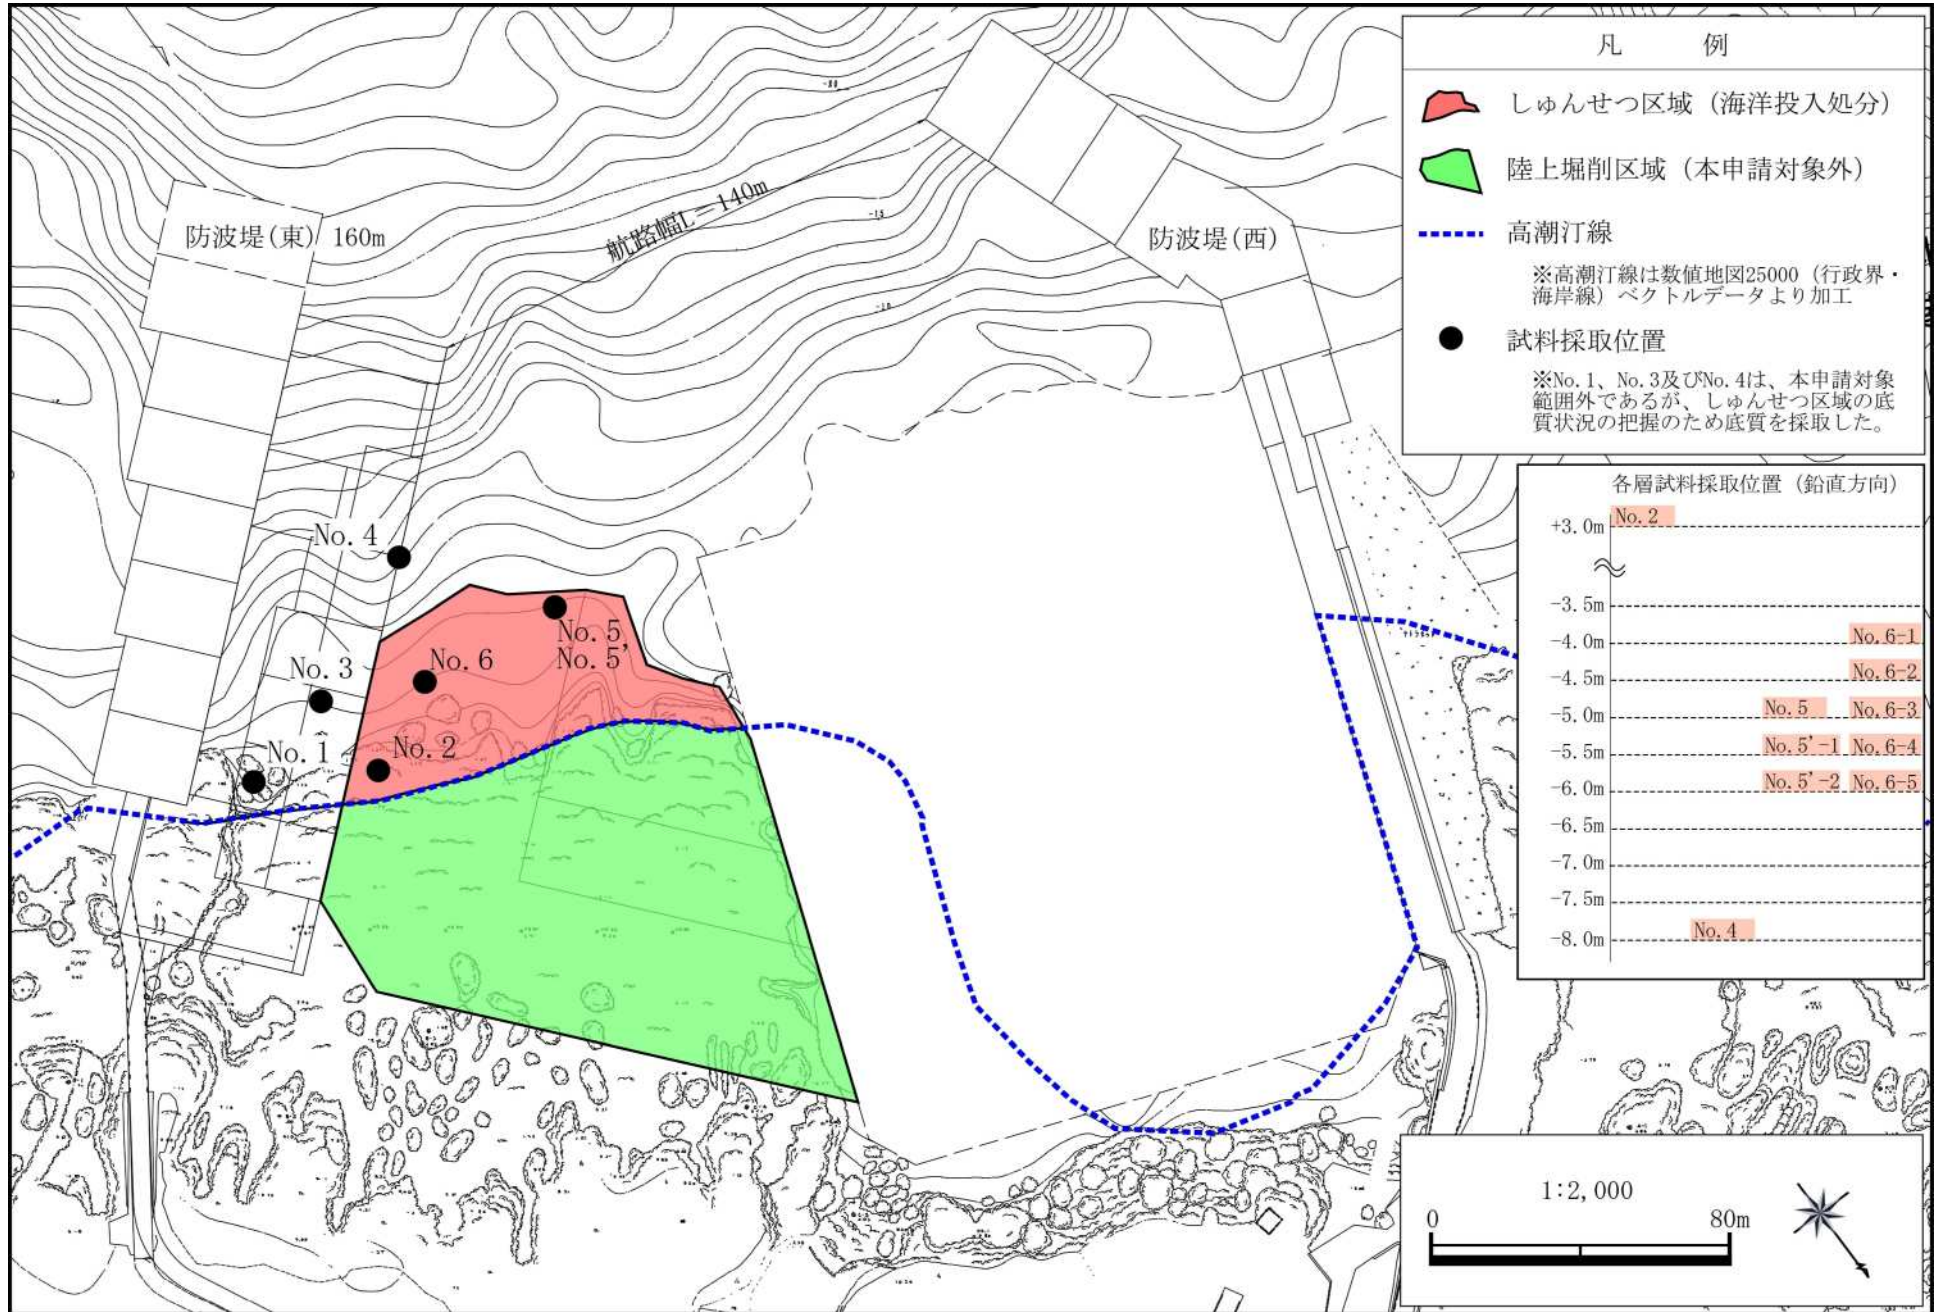 凡 例
しゅんせつ区域（海洋投入処分）
陸上堀削区域（本申請対象外）
高潮汀線
※高潮汀線は数値地図25000（行政界・
海岸線）ベクトルデータより加工
試料採取位置
※No.1、No.3及びNo.4は、本申請対象
範囲外であるが、しゅんせつ区域の底
質状況の把握のため底質を採取した。
防波堤(東) 160m
航路幅L＝140m
防波堤(西)
-15
-10
No.4
No.5
No.5'
No.6
No.3
No.2
No.1
各層試料採取位置（鉛直方向）
+3.0m No.2
-3.5m
-4.0m No.6-1
-4.5m No.6-2
-5.0m No.5 No.6-3
-5.5m No.5'-1 No.6-4
-6.0m No.5'-2 No.6-5
-6.5m
-7.0m
-7.5m
-8.0m No.4
1:2,000
0 80m